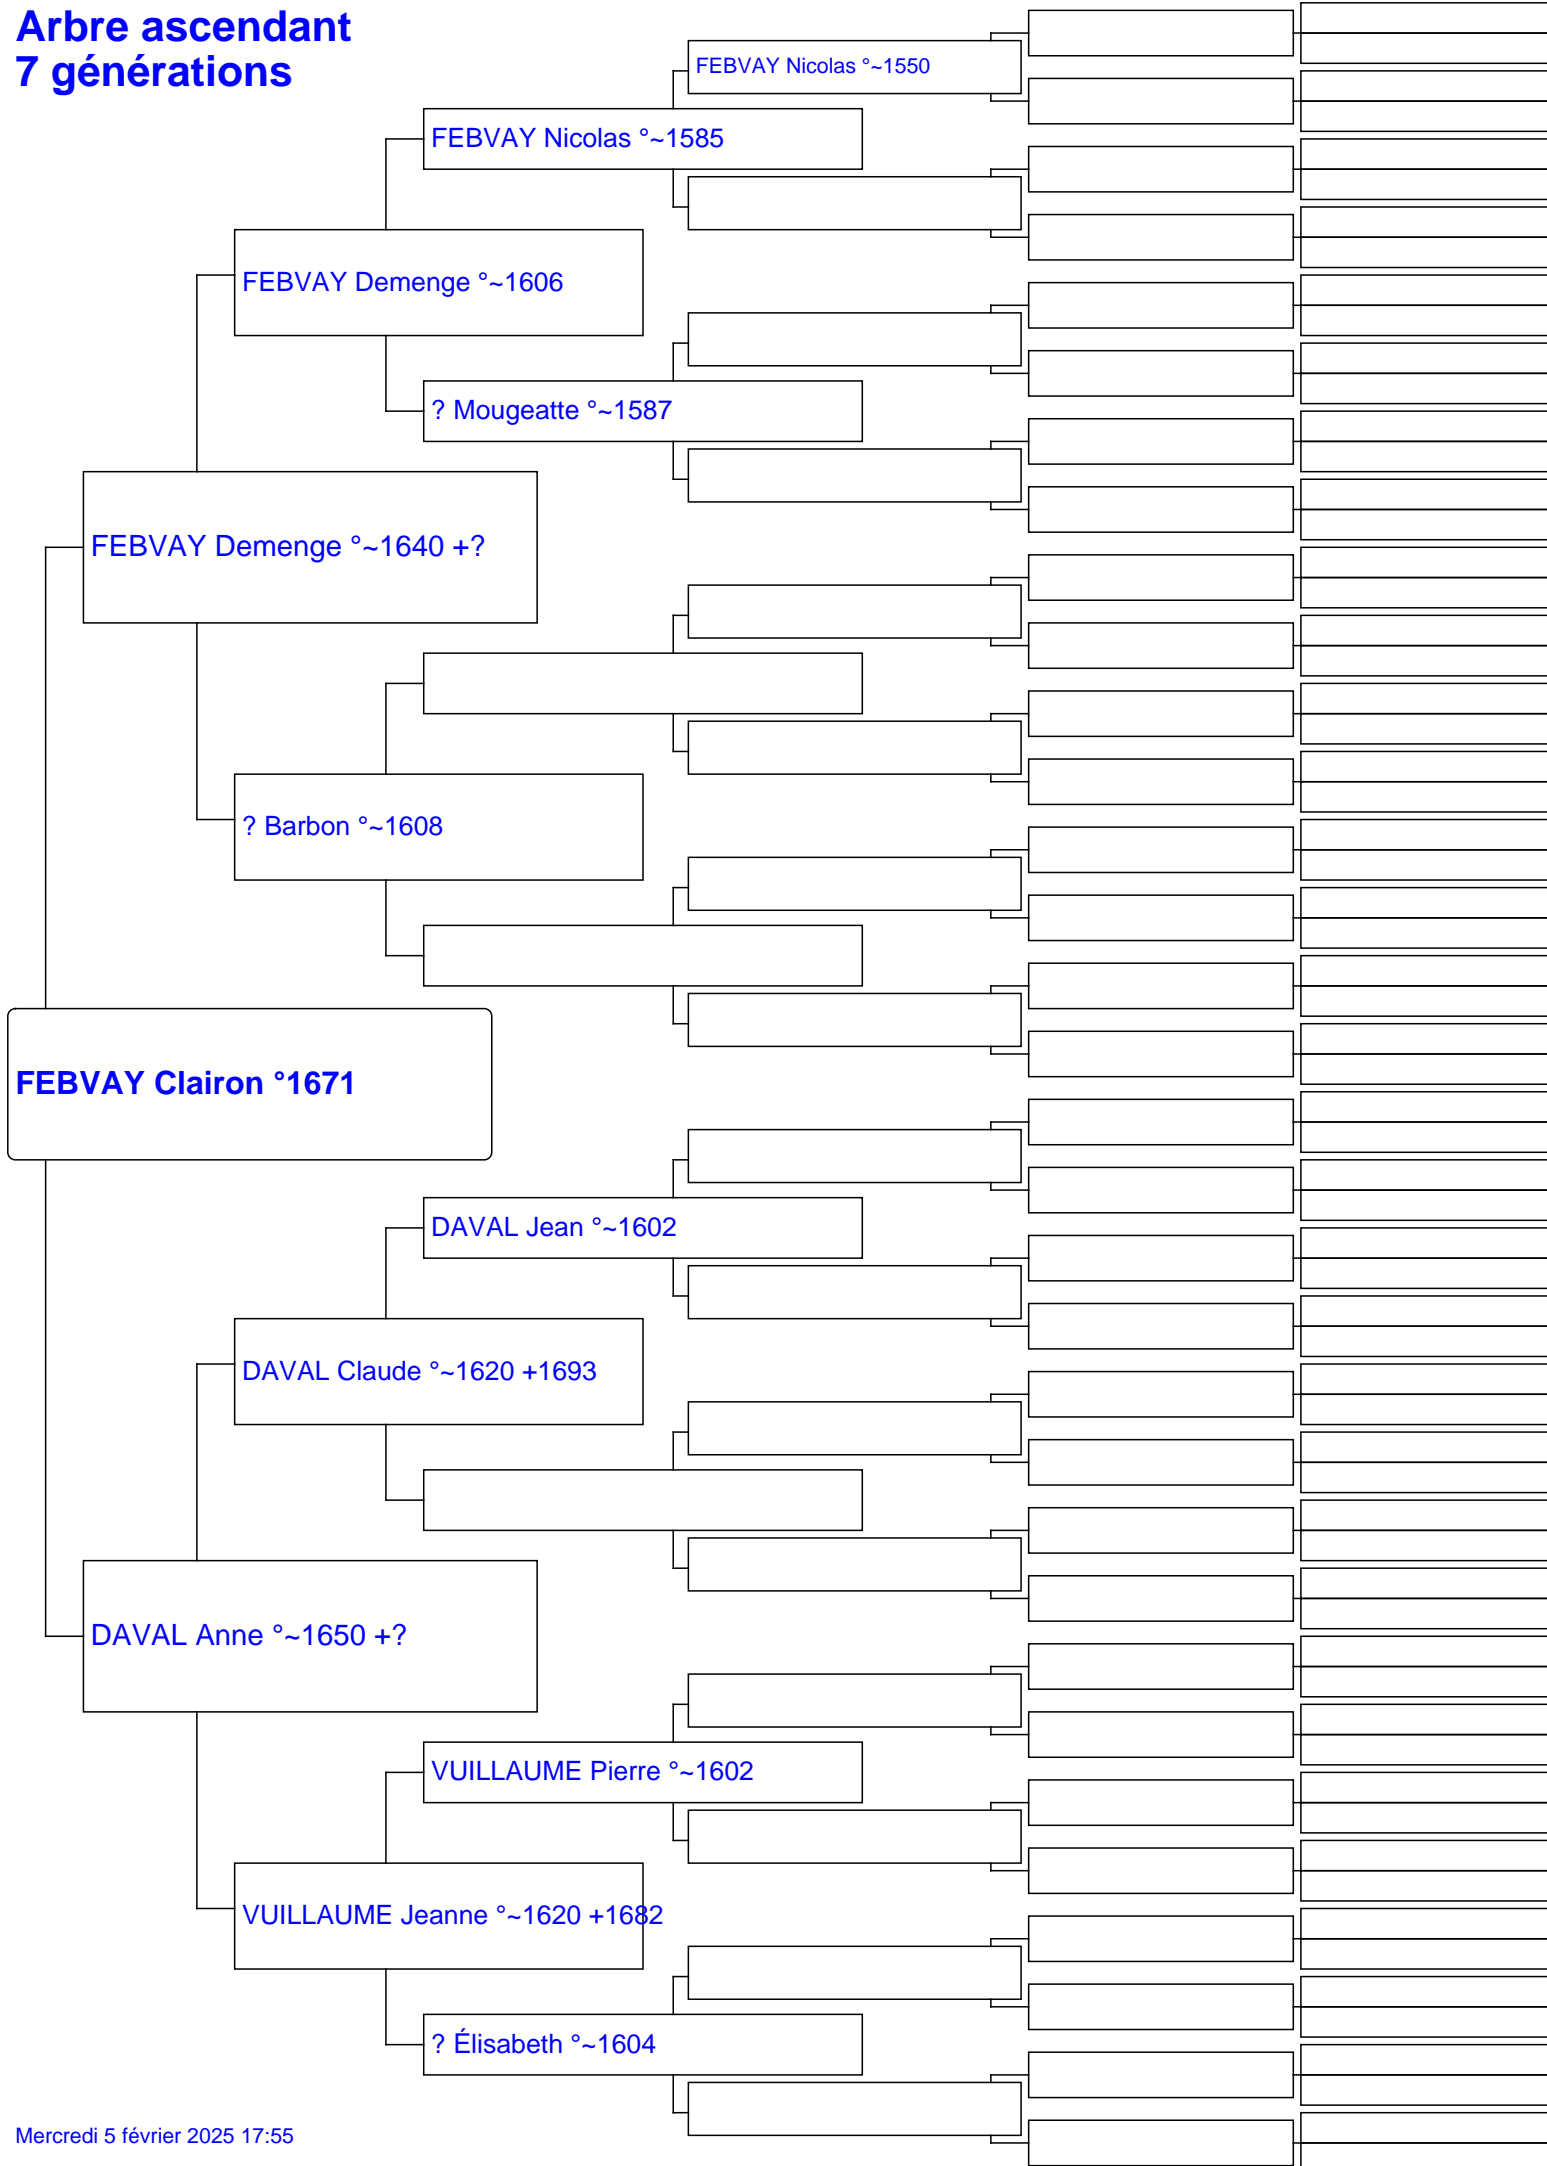 Arbre ascendant
7 générations
FEBVAY Nicolas °~1550
FEBVAY Nicolas °~1585
FEBVAY Demenge °~1606
? Mougeatte °~1587
FEBVAY Demenge °~1640 +?
? Barbon °~1608
FEBVAY Clairon °1671
DAVAL Jean °~1602
DAVAL Claude °~1620 +1693
DAVAL Anne °~1650 +?
VUILLAUME Pierre °~1602
VUILLAUME Jeanne °~1620 +1682
? Élisabeth °~1604
Mercredi 5 février 2025 17:55